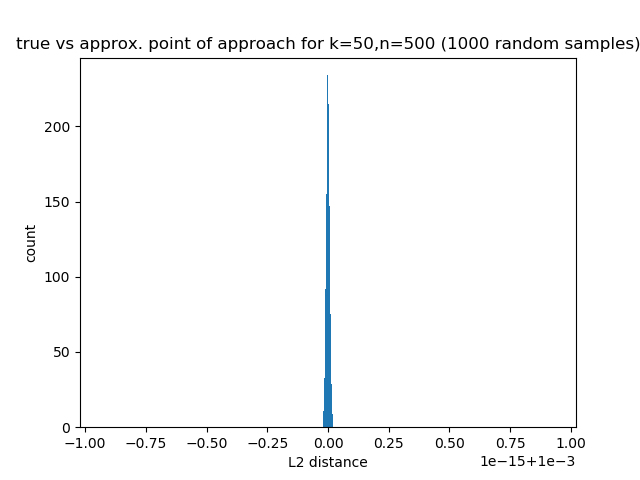 true vs approx. point of approach for k=50,n=500 (1000 random samples)
200
150
100
50
0
count
−1.00 −0.75 −0.50 −0.25 0.00 0.25 0.50 0.75 1.00
L2 distance
1e−15+1e−3